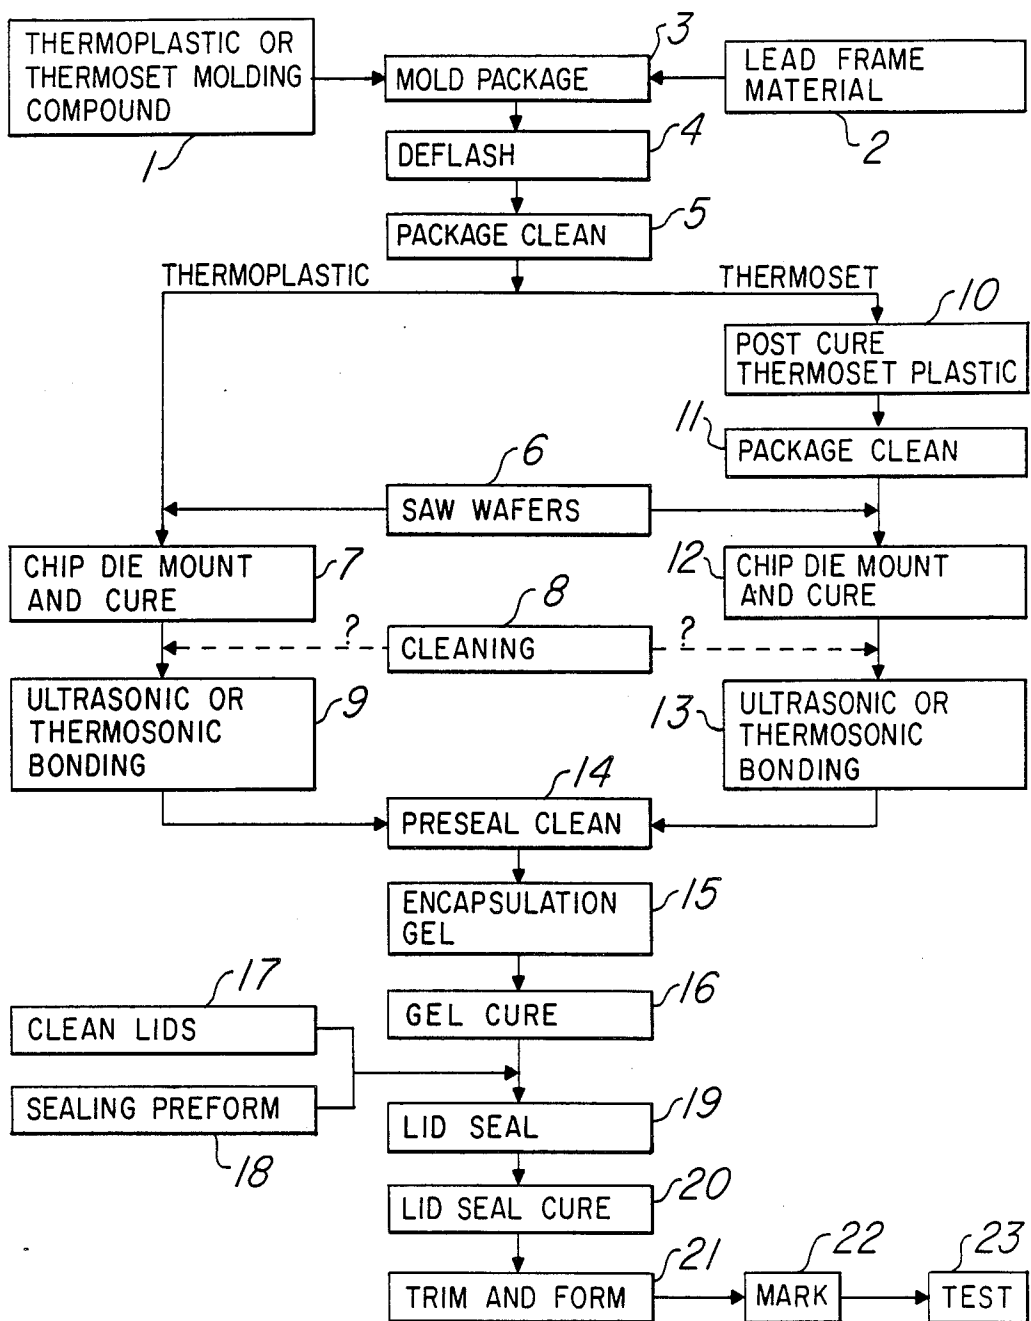 THERMOPLASTIC OR
THERMOSET MOLDING
COMPOUND
1
3
MOLD PACKAGE
LEAD FRAME
MATERIAL
2
4
DEFLASH
5
PACKAGE CLEAN
THERMOPLASTIC
THERMOSET
10
POST CURE
THERMOSET PLASTIC
11
PACKAGE CLEAN
6
SAW WAFERS
7
CHIP DIE MOUNT
AND CURE
12
CHIP DIE MOUNT
AND CURE
8
? CLEANING ?
9
ULTRASONIC OR
THERMOSONIC
BONDING
13
ULTRASONIC OR
THERMOSONIC
BONDING
14
PRESEAL CLEAN
15
ENCAPSULATION
GEL
16
GEL CURE
17
CLEAN LIDS
SEALING PREFORM
18
19
LID SEAL
20
LID SEAL CURE
21
TRIM AND FORM
22
MARK
23
TEST